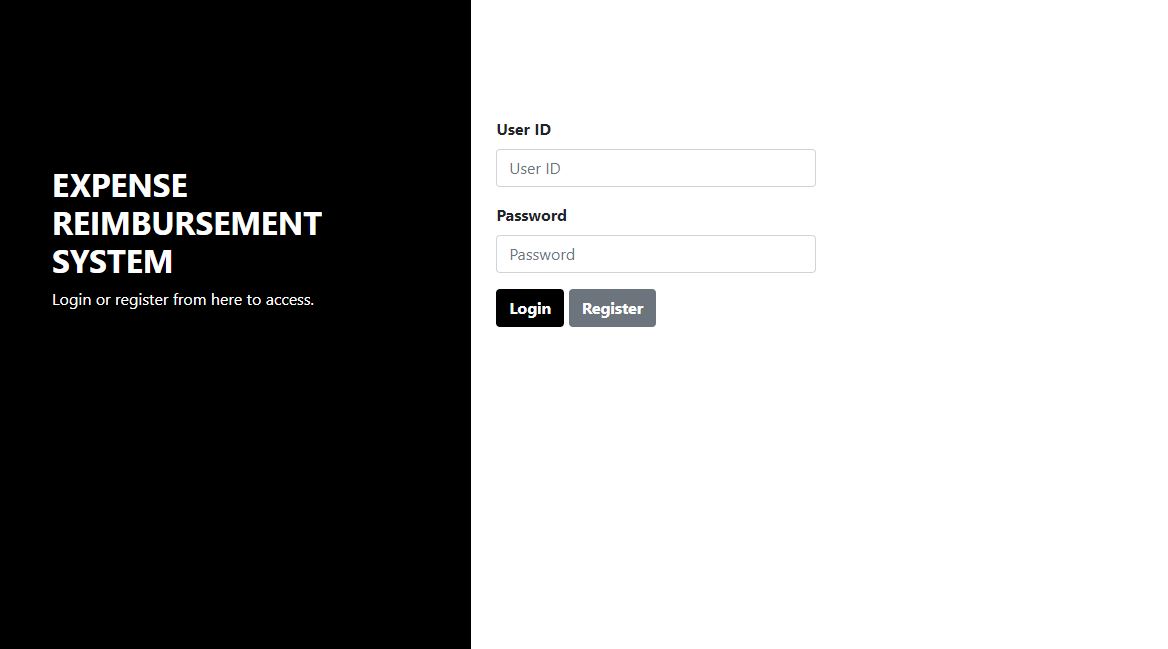 EXPENSE
REIMBURSEMENT
SYSTEM
Login or register from here to access.
User ID
User ID
Password
Password
Login Register